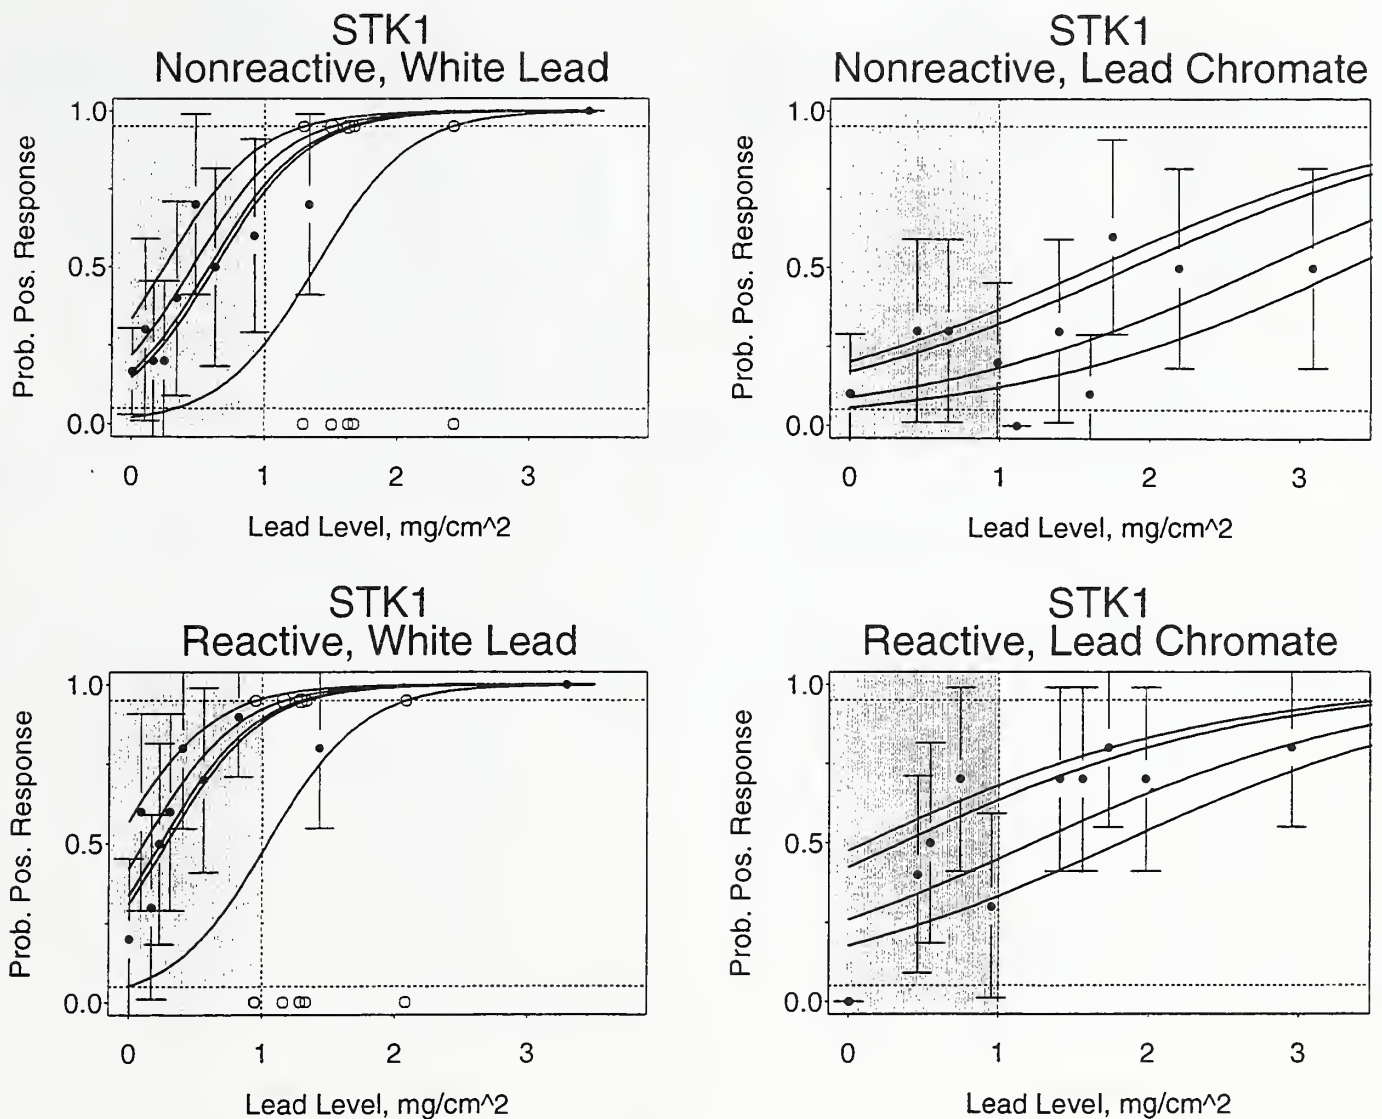 STK1
Nonreactive, White Lead
Prob. Pos. Response
1.0
0.5
0.0
0 1 2 3
Lead Level, mg/cm^2
STK1
Nonreactive, Lead Chromate
Prob. Pos. Response
1.0
0.5
0.0
0 1 2 3
Lead Level, mg/cm^2
STK1
Reactive, White Lead
Prob. Pos. Response
1.0
0.5
0.0
0 1 2 3
Lead Level, mg/cm^2
STK1
Reactive, Lead Chromate
Prob. Pos. Response
1.0
0.5
0.0
0 1 2 3
Lead Level, mg/cm^2